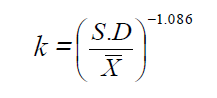 k = (S.D / X̅)^-1.086